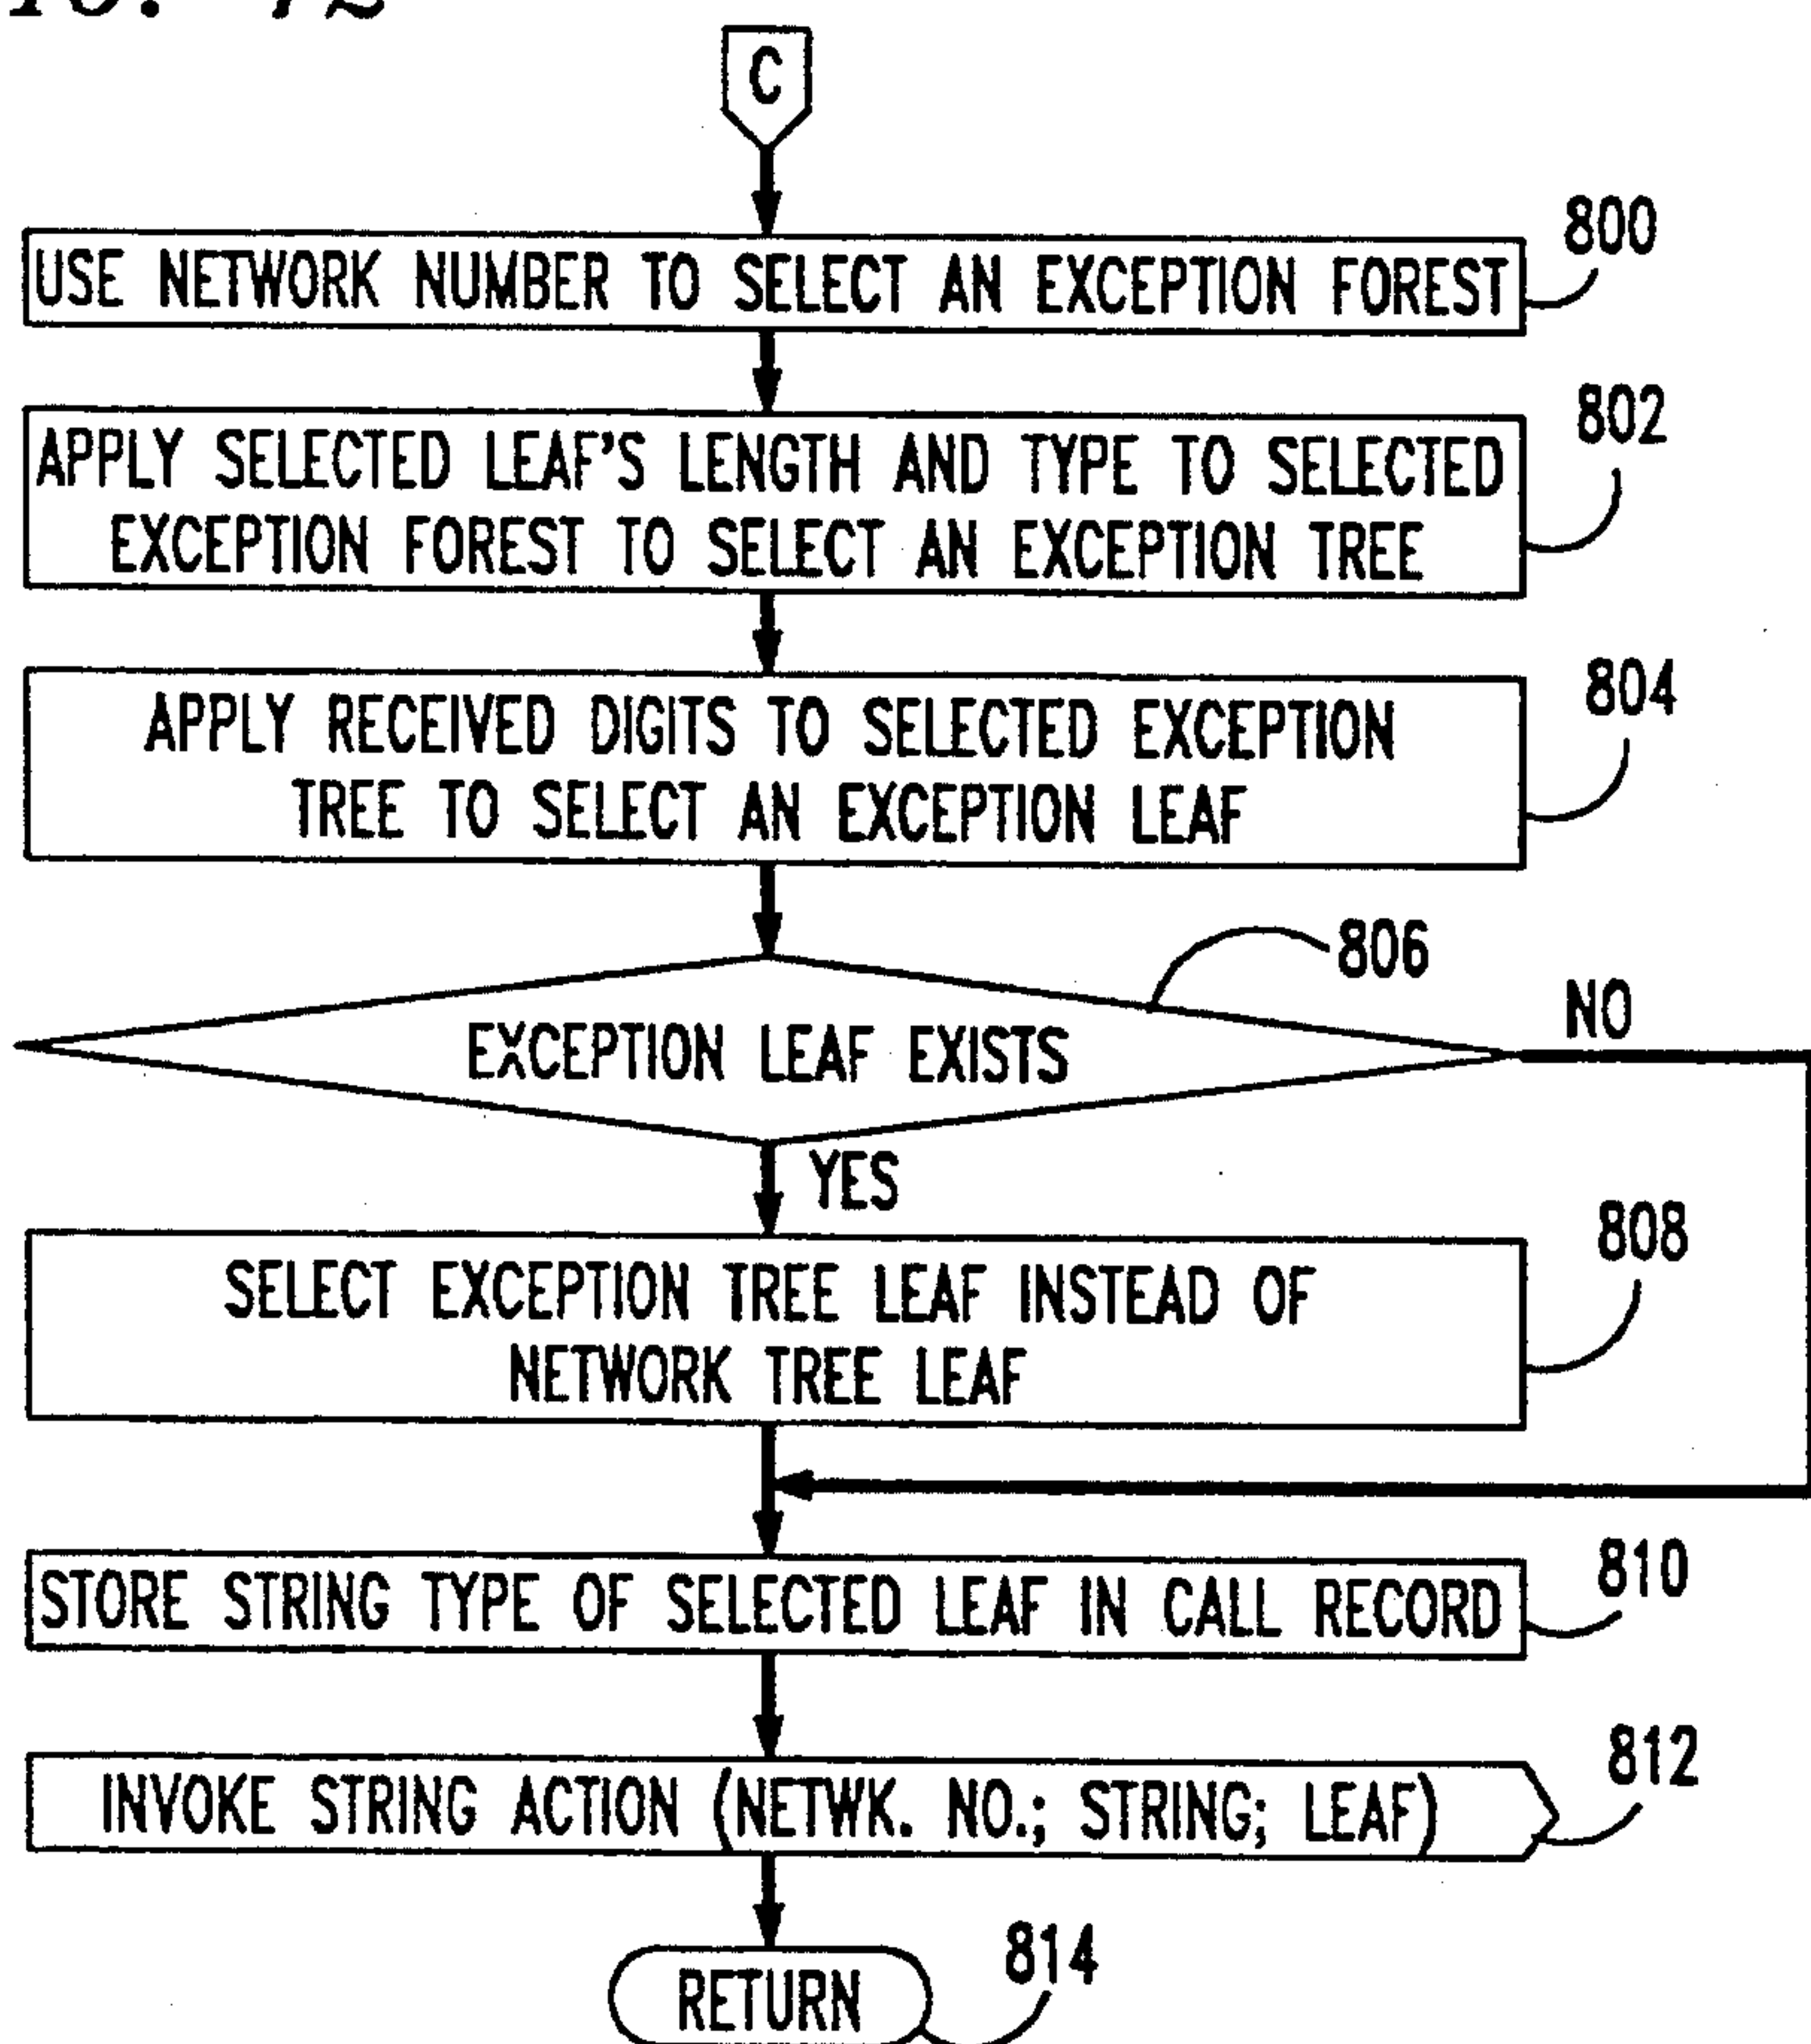 C
800
USE NETWORK NUMBER TO SELECT AN EXCEPTION FOREST
802
APPLY SELECTED LEAF'S LENGTH AND TYPE TO SELECTED
EXCEPTION FOREST TO SELECT AN EXCEPTION TREE
804
APPLY RECEIVED DIGITS TO SELECTED EXCEPTION
TREE TO SELECT AN EXCEPTION LEAF
806
NO
EXCEPTION LEAF EXISTS
YES
808
SELECT EXCEPTION TREE LEAF INSTEAD OF
NETWORK TREE LEAF
810
STORE STRING TYPE OF SELECTED LEAF IN CALL RECORD
812
INVOKE STRING ACTION (NETWK. NO.; STRING; LEAF)
814
RETURN